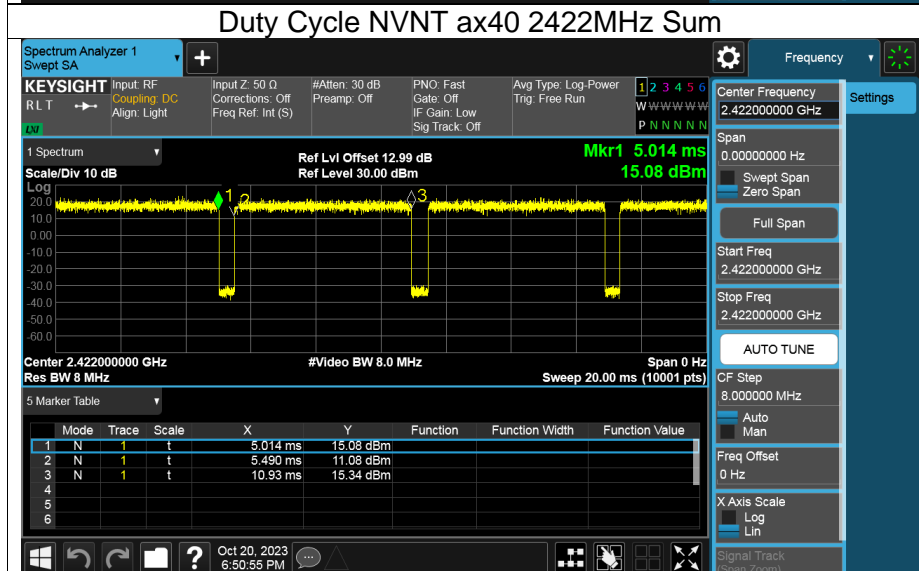 Duty Cycle NVNT ax40 2422MHz Sum
Spectrum Analyzer 1
Swept SA
+
Frequency
KEYSIGHT
RLT
LXI
Input: RF
Coupling: DC
Align: Light
Input Z: 50 Ω
Corrections: Off
Freq Ref: Int (S)
#Atten: 30 dB
Preamp: Off
PNO: Fast
Gate: Off
IF Gain: Low
Sig Track: Off
Avg Type: Log-Power
Trig: Free Run
1 2 3 4 5 6
W W W W W W
P N N N N N
1 Spectrum
Scale/Div 10 dB
Ref Lvl Offset 12.99 dB
Ref Level 30.00 dBm
Mkr1 5.014 ms
15.08 dBm
Log
20.0
10.0
0.00
-10.0
-20.0
-30.0
-40.0
-50.0
-60.0
1
2
3
Center 2.422000000 GHz
#Video BW 8.0 MHz
Span 0 Hz
Res BW 8 MHz
Sweep 20.00 ms (10001 pts)
5 Marker Table
Mode Trace Scale X Y Function Function Width Function Value
1 N 1 t 5.014 ms 15.08 dBm
2 N 1 t 5.490 ms 11.08 dBm
3 N 1 t 10.93 ms 15.34 dBm
4
5
6
?
Oct 20, 2023
6:50:55 PM
Center Frequency
2.422000000 GHz
Settings
Span
0.00000000 Hz
Swept Span
Zero Span
Full Span
Start Freq
2.422000000 GHz
Stop Freq
2.422000000 GHz
AUTO TUNE
CF Step
8.000000 MHz
Auto
Man
Freq Offset
0 Hz
X Axis Scale
Log
Lin
Signal Track
(Span Zoom)